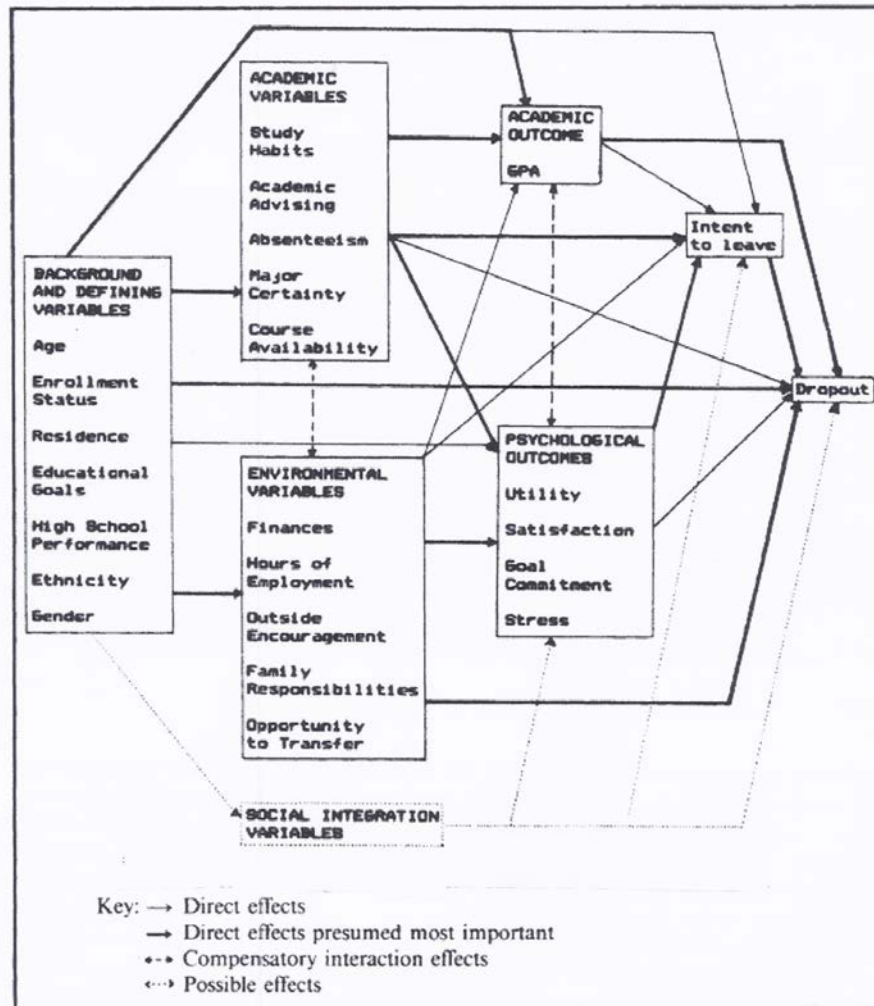 ACADEMIC
VARIABLES
Study
Habits
Academic
Advising
Absenteeism
Major
Certainty
Course
Availability
ACADEMIC
OUTCOME
GPA
Intent
to leave
BACKGROUND
AND DEFINING
VARIABLES
Age
Enrollment
Status
Residence
Educational
Goals
High School
Performance
Ethnicity
Gender
Dropout
ENVIRONMENTAL
VARIABLES
Finances
Hours of
Employment
Outside
Encouragement
Family
Responsibilities
Opportunity
to Transfer
PSYCHOLOGICAL
OUTCOMES
Utility
Satisfaction
Goal
Commitment
Stress
SOCIAL INTEGRATION
VARIABLES
Key: → Direct effects
→ Direct effects presumed most important
Compensatory interaction effects
Possible effects